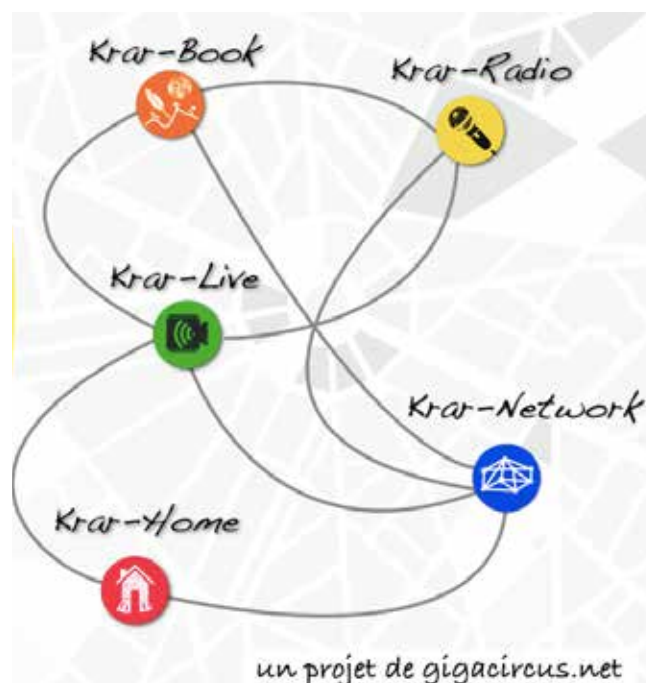 Krar-Book
Krar-Radio
Krar-Live
Krar-Network
Krar-Home
un projet de gigacircus.net